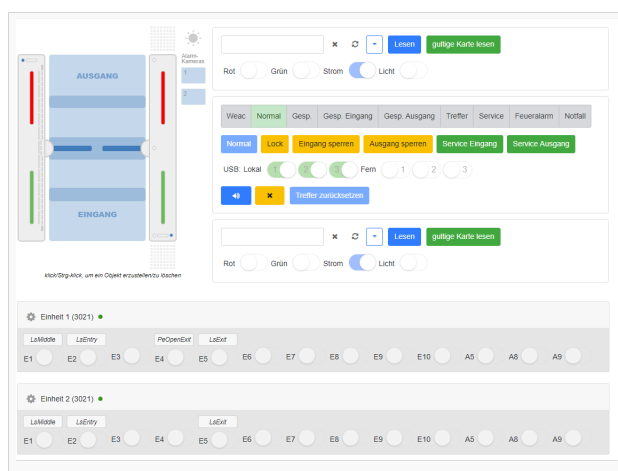 Alarm-
Kameras
1
2
AUSGANG
EINGANG
klick/Strg-klick, um ein Objekt erzustellen/zu löschen
Lesen gultige Karte lesen
Rot Grün Strom Licht
Weac Normal Gesp. Gesp. Eingang Gesp. Ausgang Treffer Service Feueralarm Notfall
Normal Lock Eingang sperren Ausgang sperren Service Eingang Service Ausgang
USB: Lokal 1 2 3 Fern 1 2 3
Treffer zurücksetzen
Lesen gultige Karte lesen
Rot Grün Strom Licht
Einheit 1 (3021)
LsMiddle LsEntry PeOpenExit LsExit
E1 E2 E3 E4 E5 E6 E7 E8 E9 E10 A5 A8 A9
Einheit 2 (3021)
LsMiddle LsEntry LsExit
E1 E2 E3 E4 E5 E6 E7 E8 E9 E10 A5 A8 A9